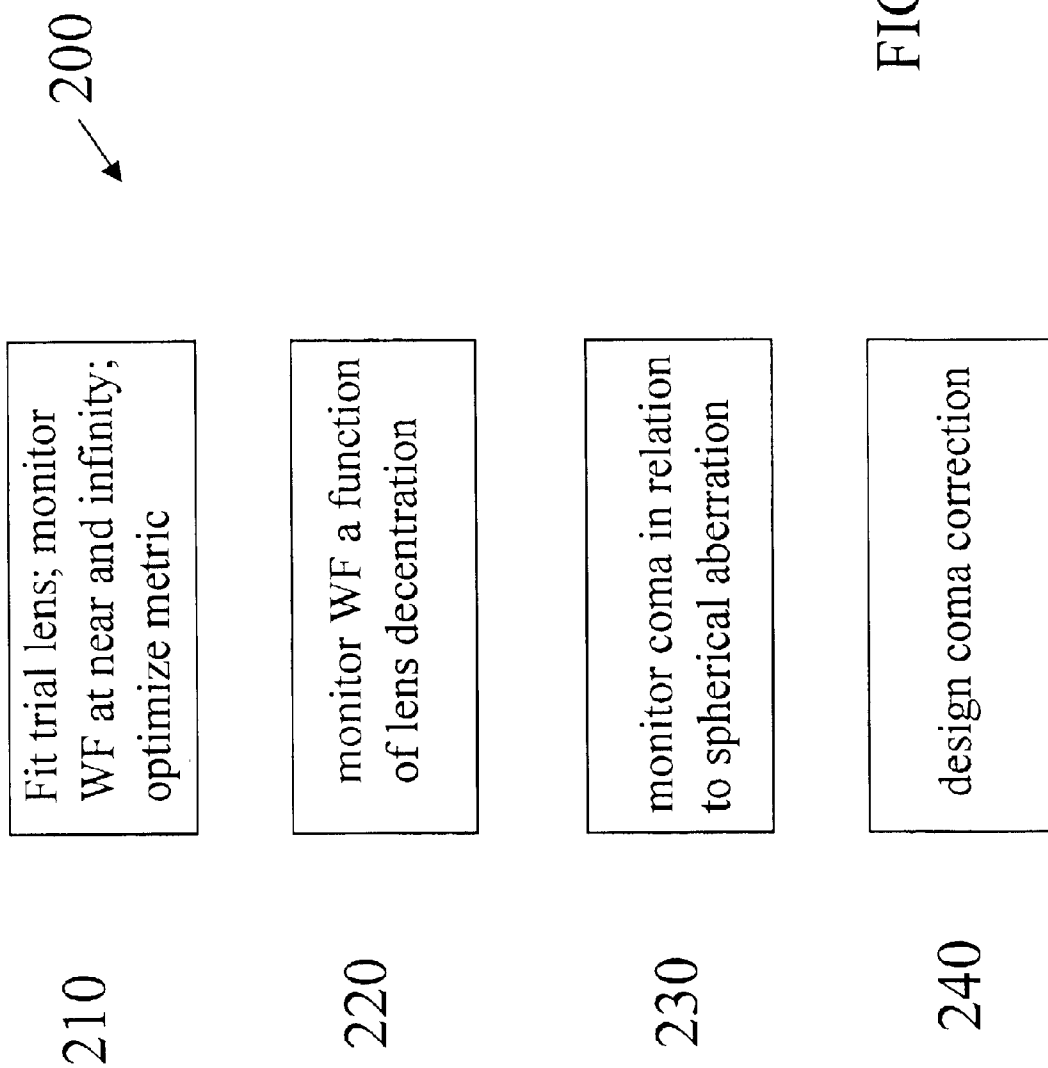 200
210
Fit trial lens; monitor
WF at near and infinity;
optimize metric
220
monitor WF a function
of lens decentration
230
monitor coma in relation
to spherical aberration
240
design coma correction